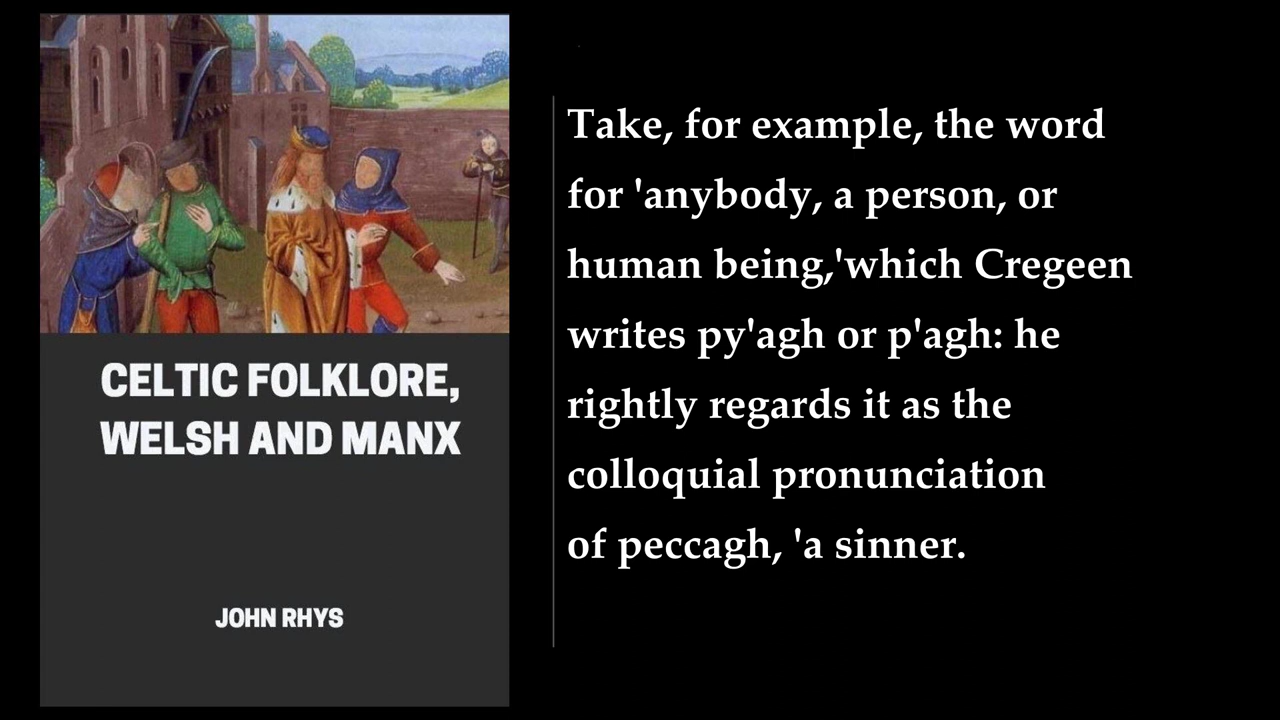 CELTIC FOLKLORE,
WELSH AND MANX
JOHN RHYS
Take, for example, the word
for 'anybody, a person, or
human being,'which Cregeen
writes py'agh or p'agh: he
rightly regards it as the
colloquial pronunciation
of peccagh, 'a sinner.